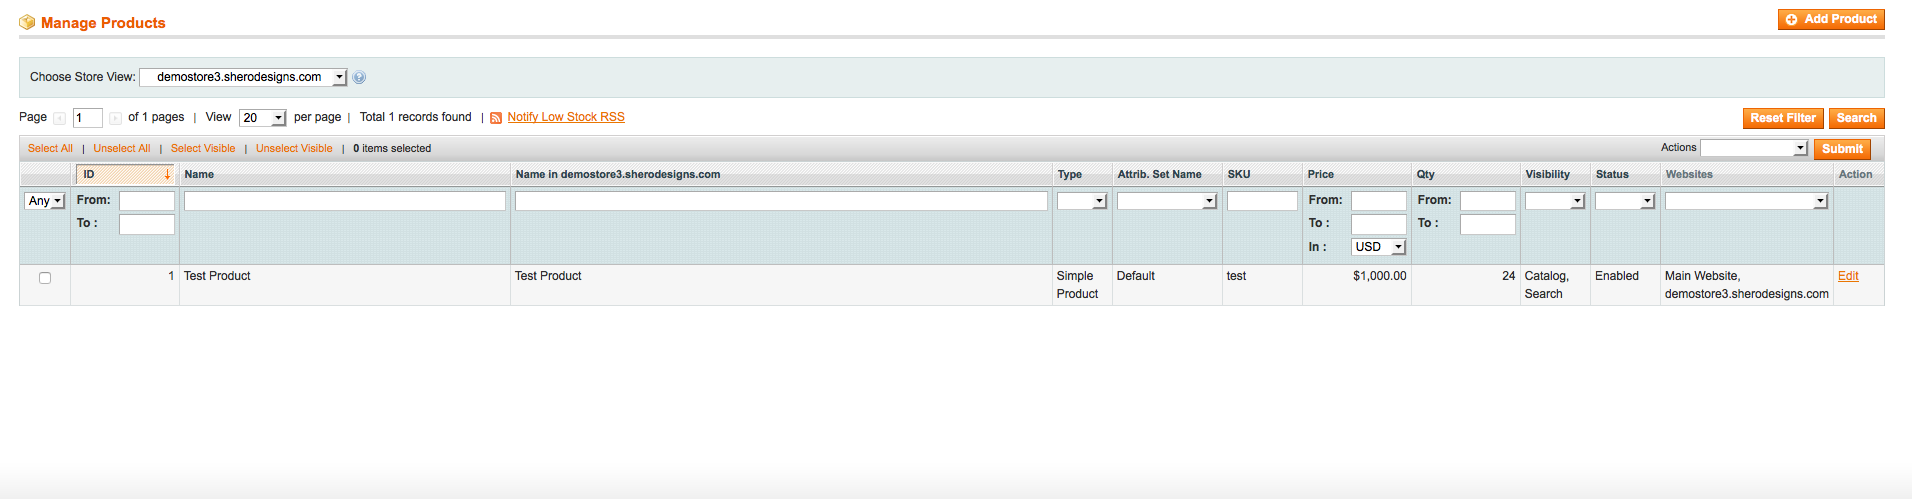 Manage Products
Add Product
Choose Store View: demostore3.sherodesigns.com
Page 1 of 1 pages | View 20 per page | Total 1 records found | Notify Low Stock RSS
Reset Filter Search
Select All | Unselect All | Select Visible | Unselect Visible | 0 items selected
Actions Submit
ID Name Name in demostore3.sherodesigns.com Type Attrib. Set Name SKU Price Qty Visibility Status Websites Action
Any From: From: From:
To : To : To :
In : USD
1 Test Product Test Product Simple Default test $1,000.00 24 Catalog, Enabled Main Website, Edit
Product Search demostore3.sherodesigns.com